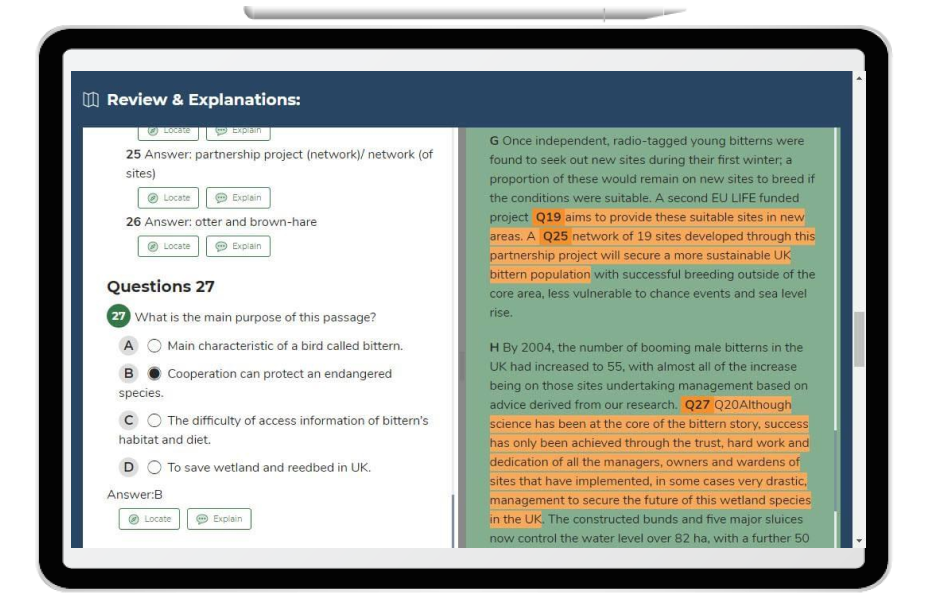 Review & Explanations:
Locate
Explain
25 Answer: partnership project (network)/ network (of
sites)
Locate
Explain
26 Answer: otter and brown-hare
Locate
Explain
Questions 27
27 What is the main purpose of this passage?
A Main characteristic of a bird called bittern.
B Cooperation can protect an endangered
species.
C The difficulty of access information of bittern's
habitat and diet.
D To save wetland and reedbed in UK.
Answer:B
Locate
Explain
G Once independent, radio-tagged young bitterns were
found to seek out new sites during their first winter; a
proportion of these would remain on new sites to breed if
the conditions were suitable. A second EU LIFE funded
project Q19 aims to provide these suitable sites in new
areas. A Q25 network of 19 sites developed through this
partnership project will secure a more sustainable UK
bittern population with successful breeding outside of the
core area, less vulnerable to chance events and sea level
rise.
H By 2004, the number of booming male bitterns in the
UK had increased to 55, with almost all of the increase
being on those sites undertaking management based on
advice derived from our research. Q27 Q20Although
science has been at the core of the bittern story, success
has only been achieved through the trust, hard work and
dedication of all the managers, owners and wardens of
sites that have implemented, in some cases very drastic,
management to secure the future of this wetland species
in the UK. The constructed bunds and five major sluices
now control the water level over 82 ha, with a further 50